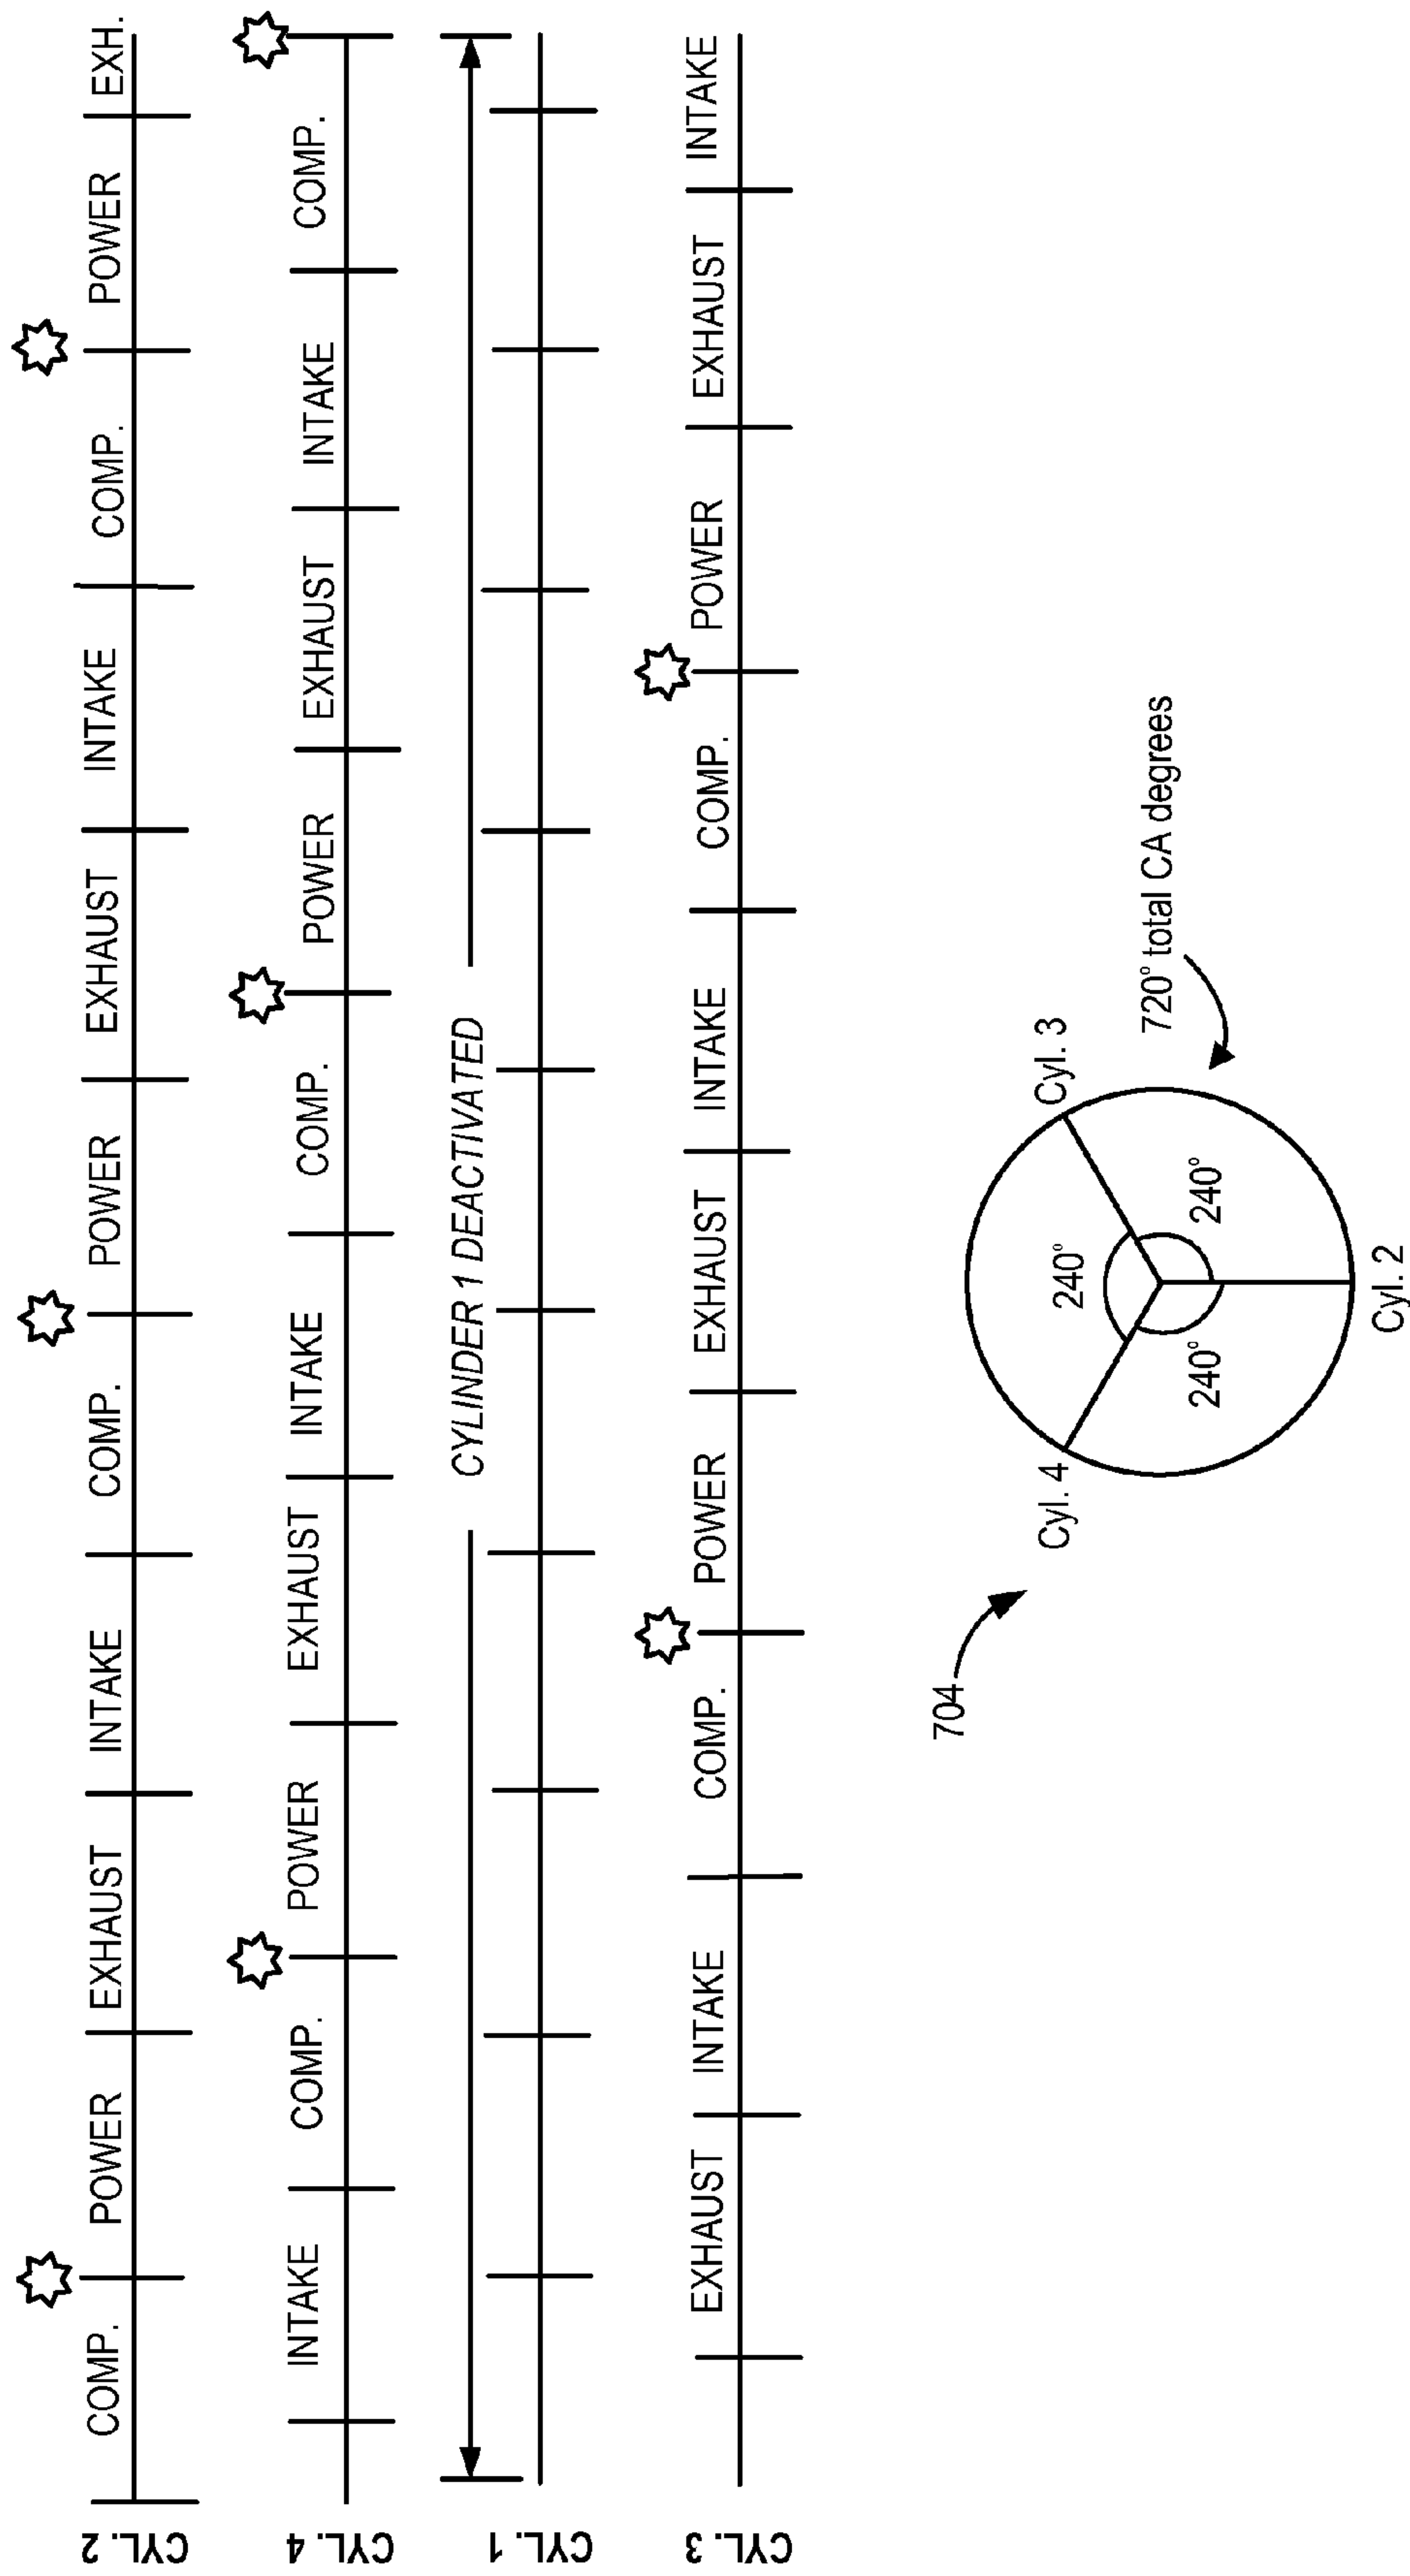 CYL. 2 COMP. POWER EXHAUST INTAKE COMP. POWER EXHAUST INTAKE COMP. POWER EXH.
CYL. 4 INTAKE COMP. POWER EXHAUST INTAKE COMP. POWER EXHAUST INTAKE COMP.
CYLINDER 1 DEACTIVATED
CYL. 1
CYL. 3 EXHAUST INTAKE COMP. POWER EXHAUST INTAKE COMP. POWER EXHAUST INTAKE
704
Cyl. 4
Cyl. 3
240°
240°
240°
Cyl. 2
720° total CA degrees